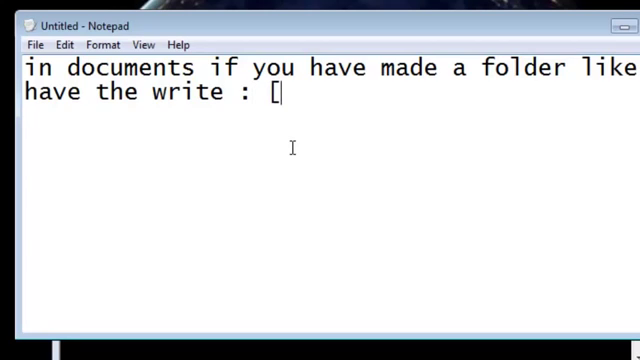 Untitled - Notepad
File Edit Format View Help
in documents if you have made a folder like
have the write : [